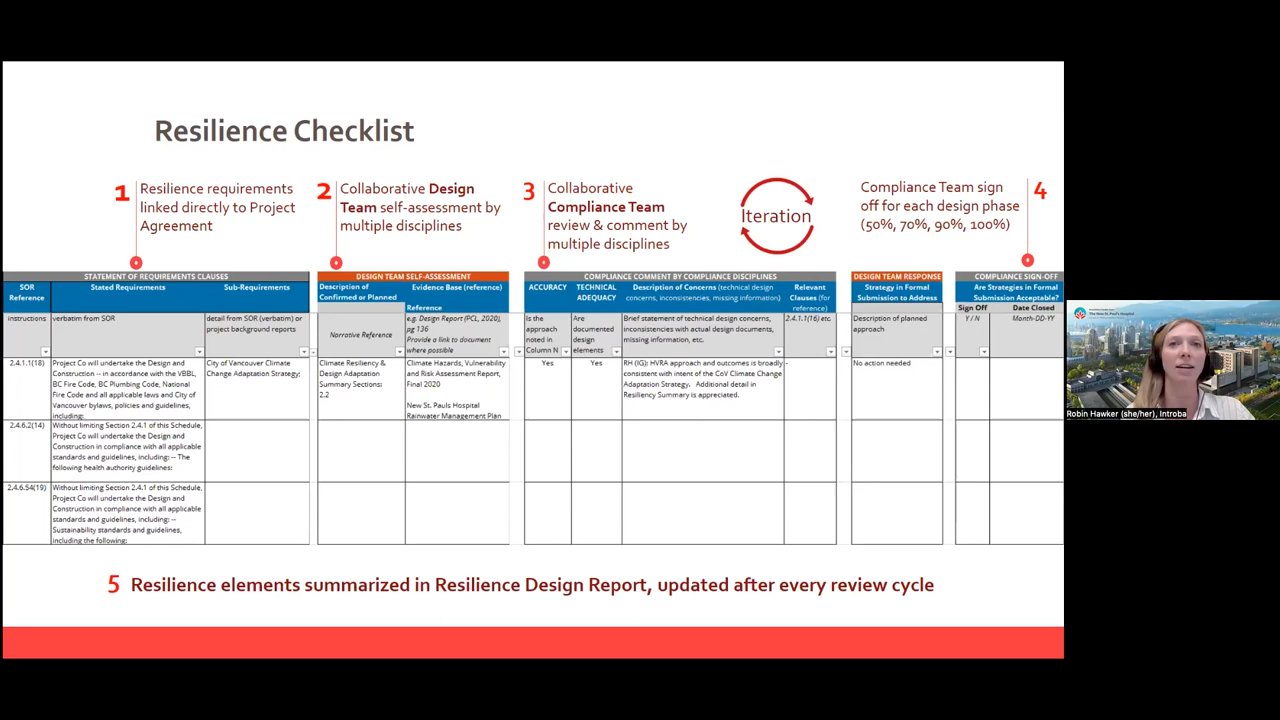 Resilience Checklist
1
Resilience requirements
linked directly to Project
Agreement
2
Collaborative Design
Team self-assessment by
multiple disciplines
3
Collaborative
Compliance Team
review & comment by
multiple disciplines
Iteration
Compliance Team sign
off for each design phase
(50%, 70%, 90%, 100%)
4
STATEMENT OF REQUIREMENTS CLAUSES
SOR
Reference
Stated Requirements
Sub-Requirements
instructions
verbatim from SOR
detail from SOR (verbatim) or
project background reports
2.4.1.1(18)
Project Co will undertake the Design and
Construction -- in accordance with the VBBL,
BC Fire Code, BC Plumbing Code, National
Fire Code and all applicable laws and City of
Vancouver bylaws, policies and guidelines,
including:
City of Vancouver Climate
Change Adaptation Strategy;
2.4.6.2(14)
Without limiting Section 2.4.1 of this Schedule,
Project Co will undertake the Design and
Construction in compliance with all applicable
standards and guidelines, including: -- The
following health authority guidelines:
2.4.6.54(19)
Without limiting Section 2.4.1 of this Schedule,
Project Co will undertake the Design and
Construction in compliance with all applicable
standards and guidelines, including: --
Sustainability standards and guidelines,
including the following:
DESIGN TEAM SELF-ASSESSMENT
Description of
Confirmed or Planned
Evidence Base (reference)
Reference
Narrative Reference
e.g. Design Report (PCL, 2020),
pg 136
Provide a link to document
where possible
Climate Resiliency &
Design Adaptation
Summary Sections:
2.2
Climate Hazards, Vulnerability
and Risk Assessment Report,
Final 2020
New St. Pauls Hospital
Rainwater Management Plan
COMPLIANCE COMMENT BY COMPLIANCE DISCIPLINES
ACCURACY
TECHNICAL
ADEQUACY
Description of Concerns (technical design
concerns, inconsistencies, missing information)
Relevant
Clauses (for
reference)
Is the
approach
noted in
Column N
Are
documented
design
elements
Brief statement of technical design concerns,
inconsistencies with actual design documents,
missing information, etc.
2.4.1.1(16) etc.
Yes
Yes
RH (IG): HVRA approach and outcomes is broadly
consistent with intent of the CoV Climate Change
Adaptation Strategy. Additional detail in
Resiliency Summary is appreciated.
-
DESIGN TEAM RESPONSE
Strategy in Formal
Submission to Address
Description of planned
approach
No action needed
COMPLIANCE SIGN-OFF
Are Strategies in Formal
Submission Acceptable?
Sign Off
Date Closed
Y / N
Month-DD-YY
5 Resilience elements summarized in Resilience Design Report, updated after every review cycle
The New St. Paul's Hospital
Robin Hawker (she/her), Introba